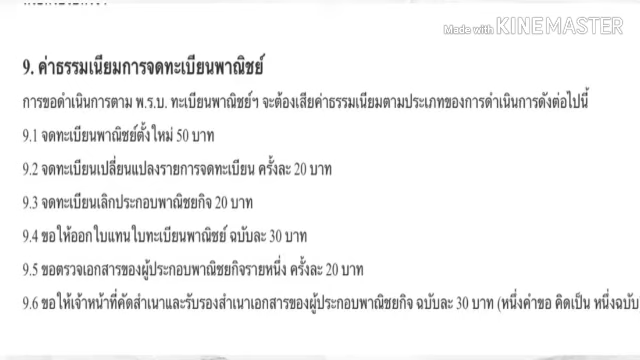 Made with KINEMASTER
9. ค่าธรรมเนียมการจดทะเบียนพาณิชย์
การขอดำเนินการตาม พ.ร.บ. ทะเบียนพาณิชย์ฯ จะต้องเสียค่าธรรมเนียมตามประเภทของการดำเนินการดังต่อไปนี้
9.1 จดทะเบียนพาณิชย์ตั้งใหม่ 50 บาท
9.2 จดทะเบียนเปลี่ยนแปลงรายการจดทะเบียน ครั้งละ 20 บาท
9.3 จดทะเบียนเลิกประกอบพาณิชยกิจ 20 บาท
9.4 ขอให้ออกใบแทนใบทะเบียนพาณิชย์ ฉบับละ 30 บาท
9.5 ขอตรวจเอกสารของผู้ประกอบพาณิชยกิจรายหนึ่ง ครั้งละ 20 บาท
9.6 ขอให้เจ้าหน้าที่คัดสำเนาและรับรองสำเนาเอกสารของผู้ประกอบพาณิชยกิจ ฉบับละ 30 บาท (หนึ่งคำขอ คิดเป็น หนึ่งฉบับ